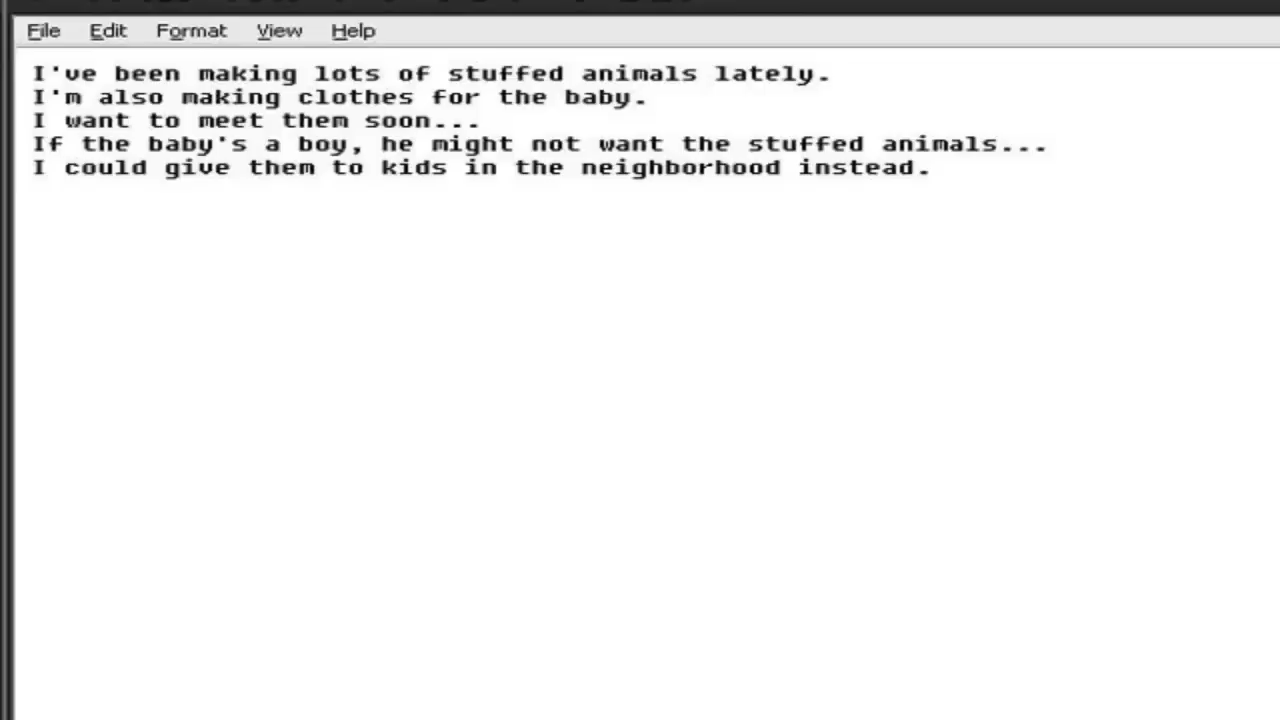 File Edit Format View Help
I've been making lots of stuffed animals lately.
I'm also making clothes for the baby.
I want to meet them soon...
If the baby's a boy, he might not want the stuffed animals...
I could give them to kids in the neighborhood instead.